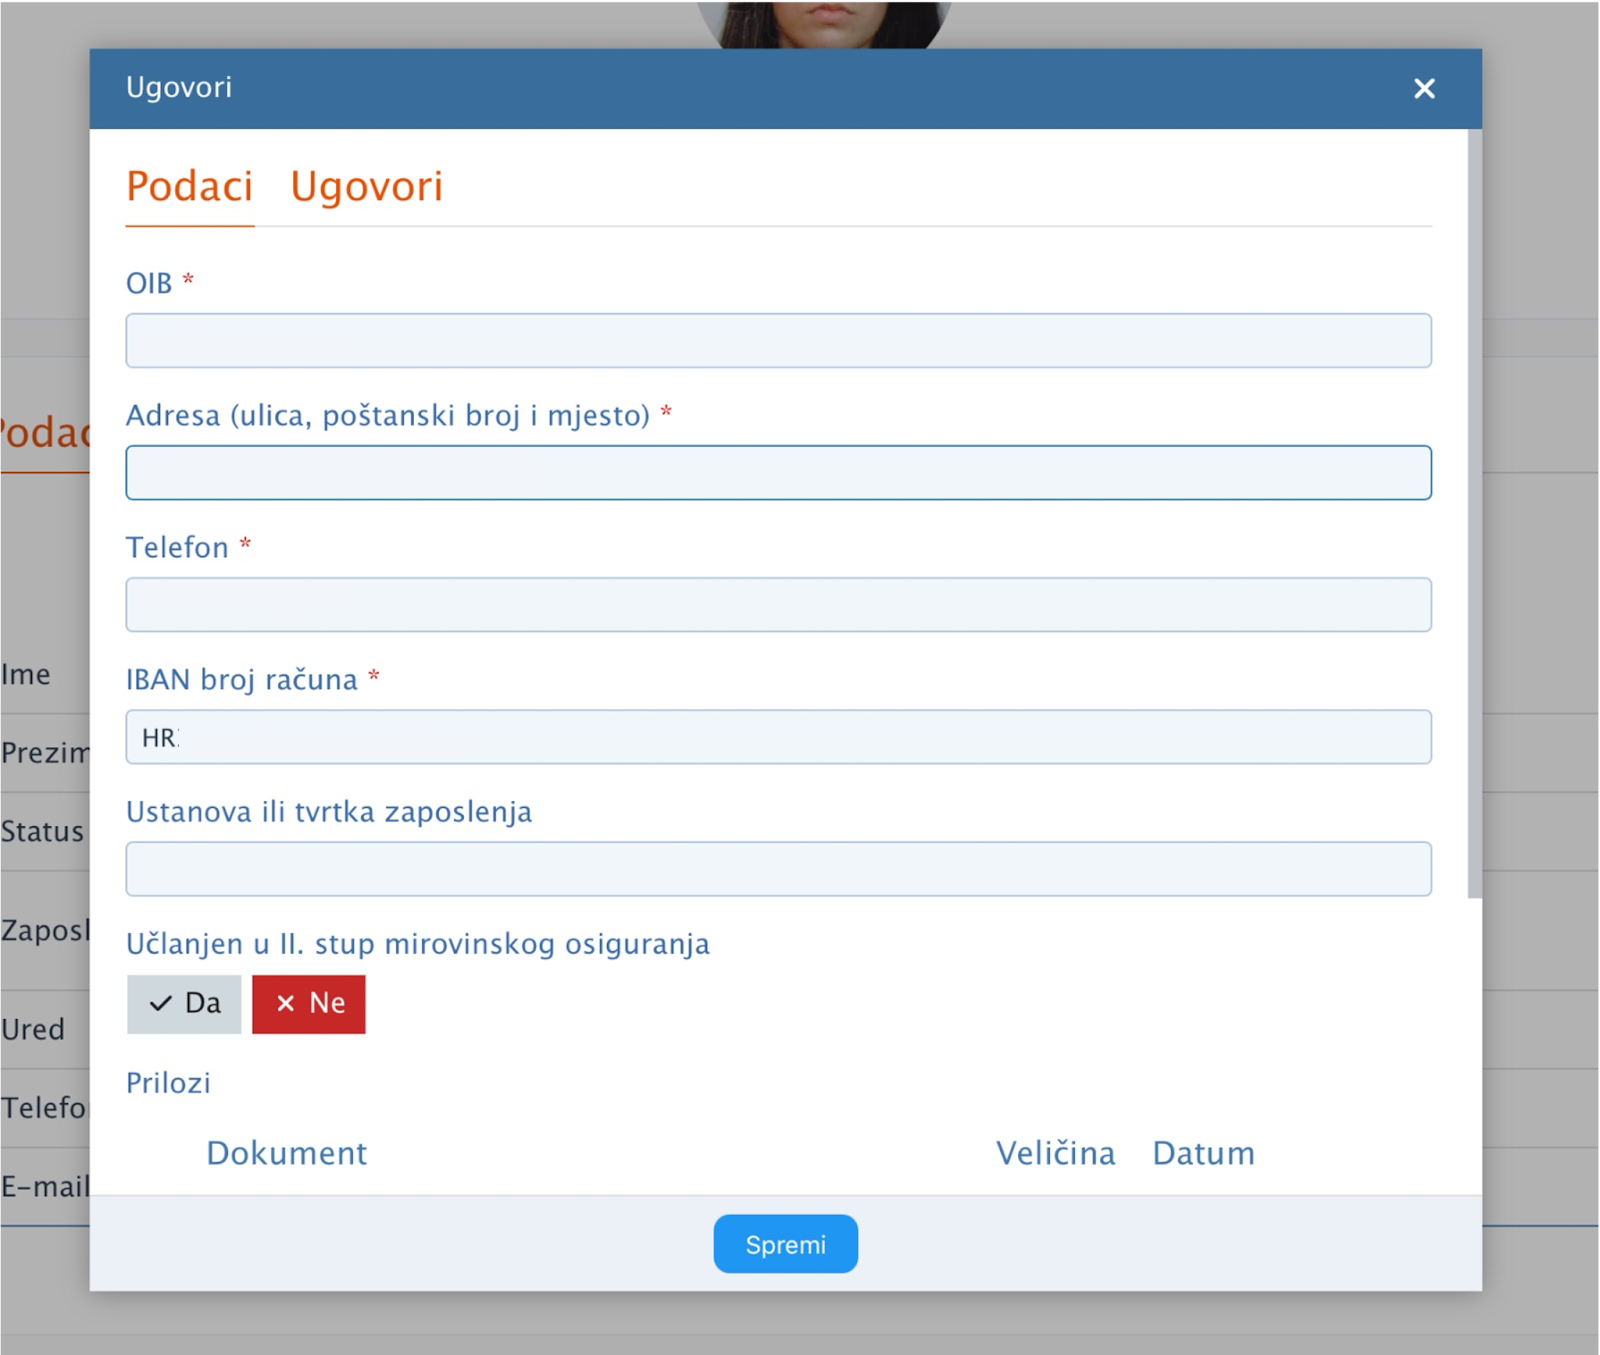 Ugovori
Podaci Ugovori
OIB *
Adresa (ulica, poštanski broj i mjesto) *
Telefon *
IBAN broj računa *
HR
Ustanova ili tvrtka zaposlenja
Učlanjen u II. stup mirovinskog osiguranja
Da Ne
Prilozi
Dokument Veličina Datum
Spremi
Podac
Ime
Prezim
Status
Zaposl
Ured
Telefo
E-mail